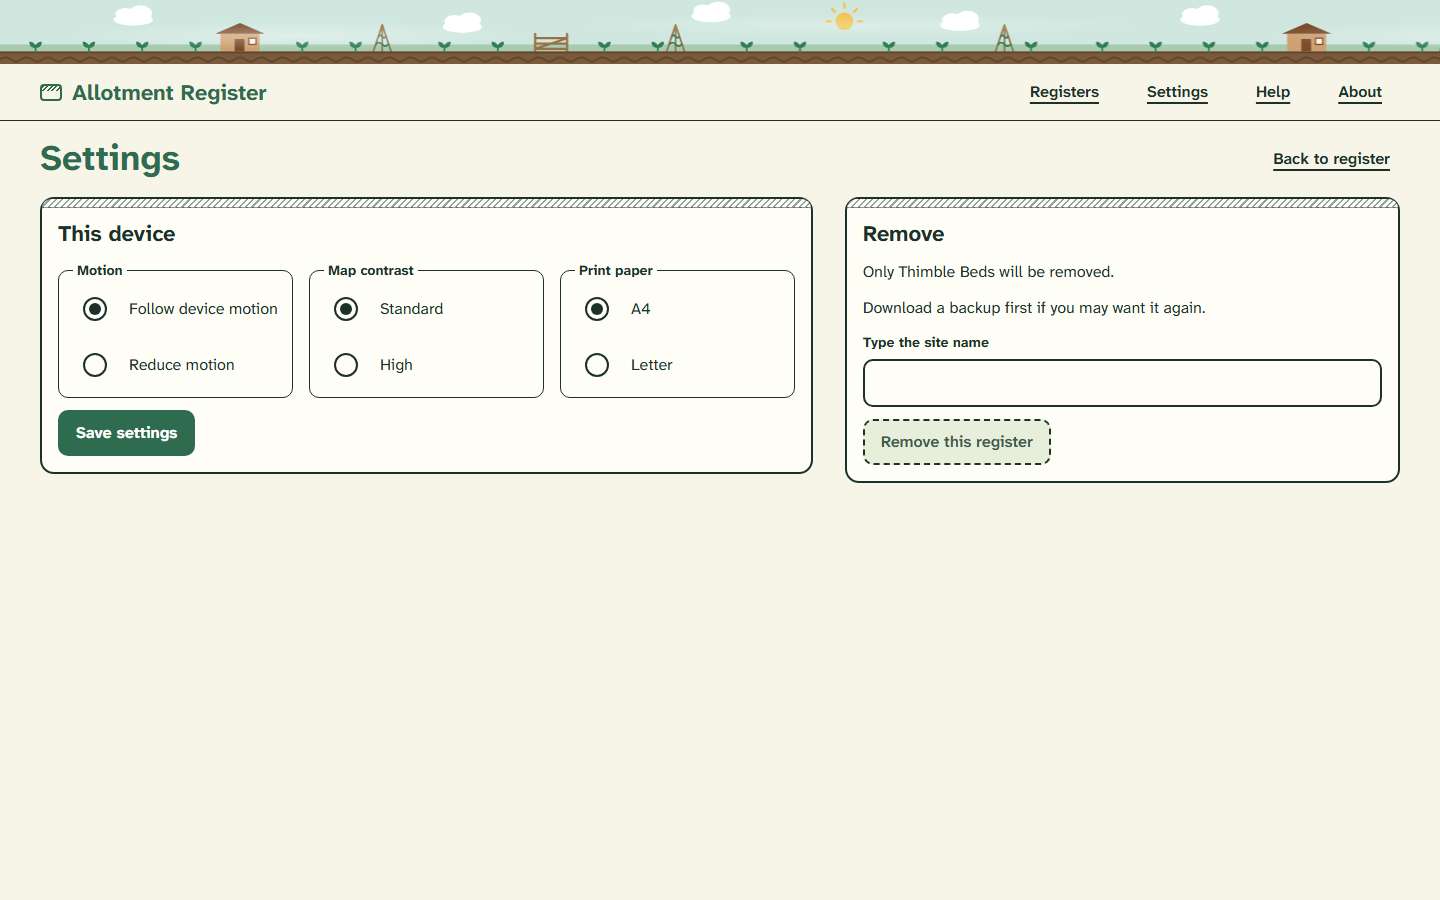 Allotment Register
Registers
Settings
Help
About
Settings
Back to register
This device
Motion
Follow device motion
Reduce motion
Map contrast
Standard
High
Print paper
A4
Letter
Save settings
Remove
Only Thimble Beds will be removed.
Download a backup first if you may want it again.
Type the site name
Remove this register